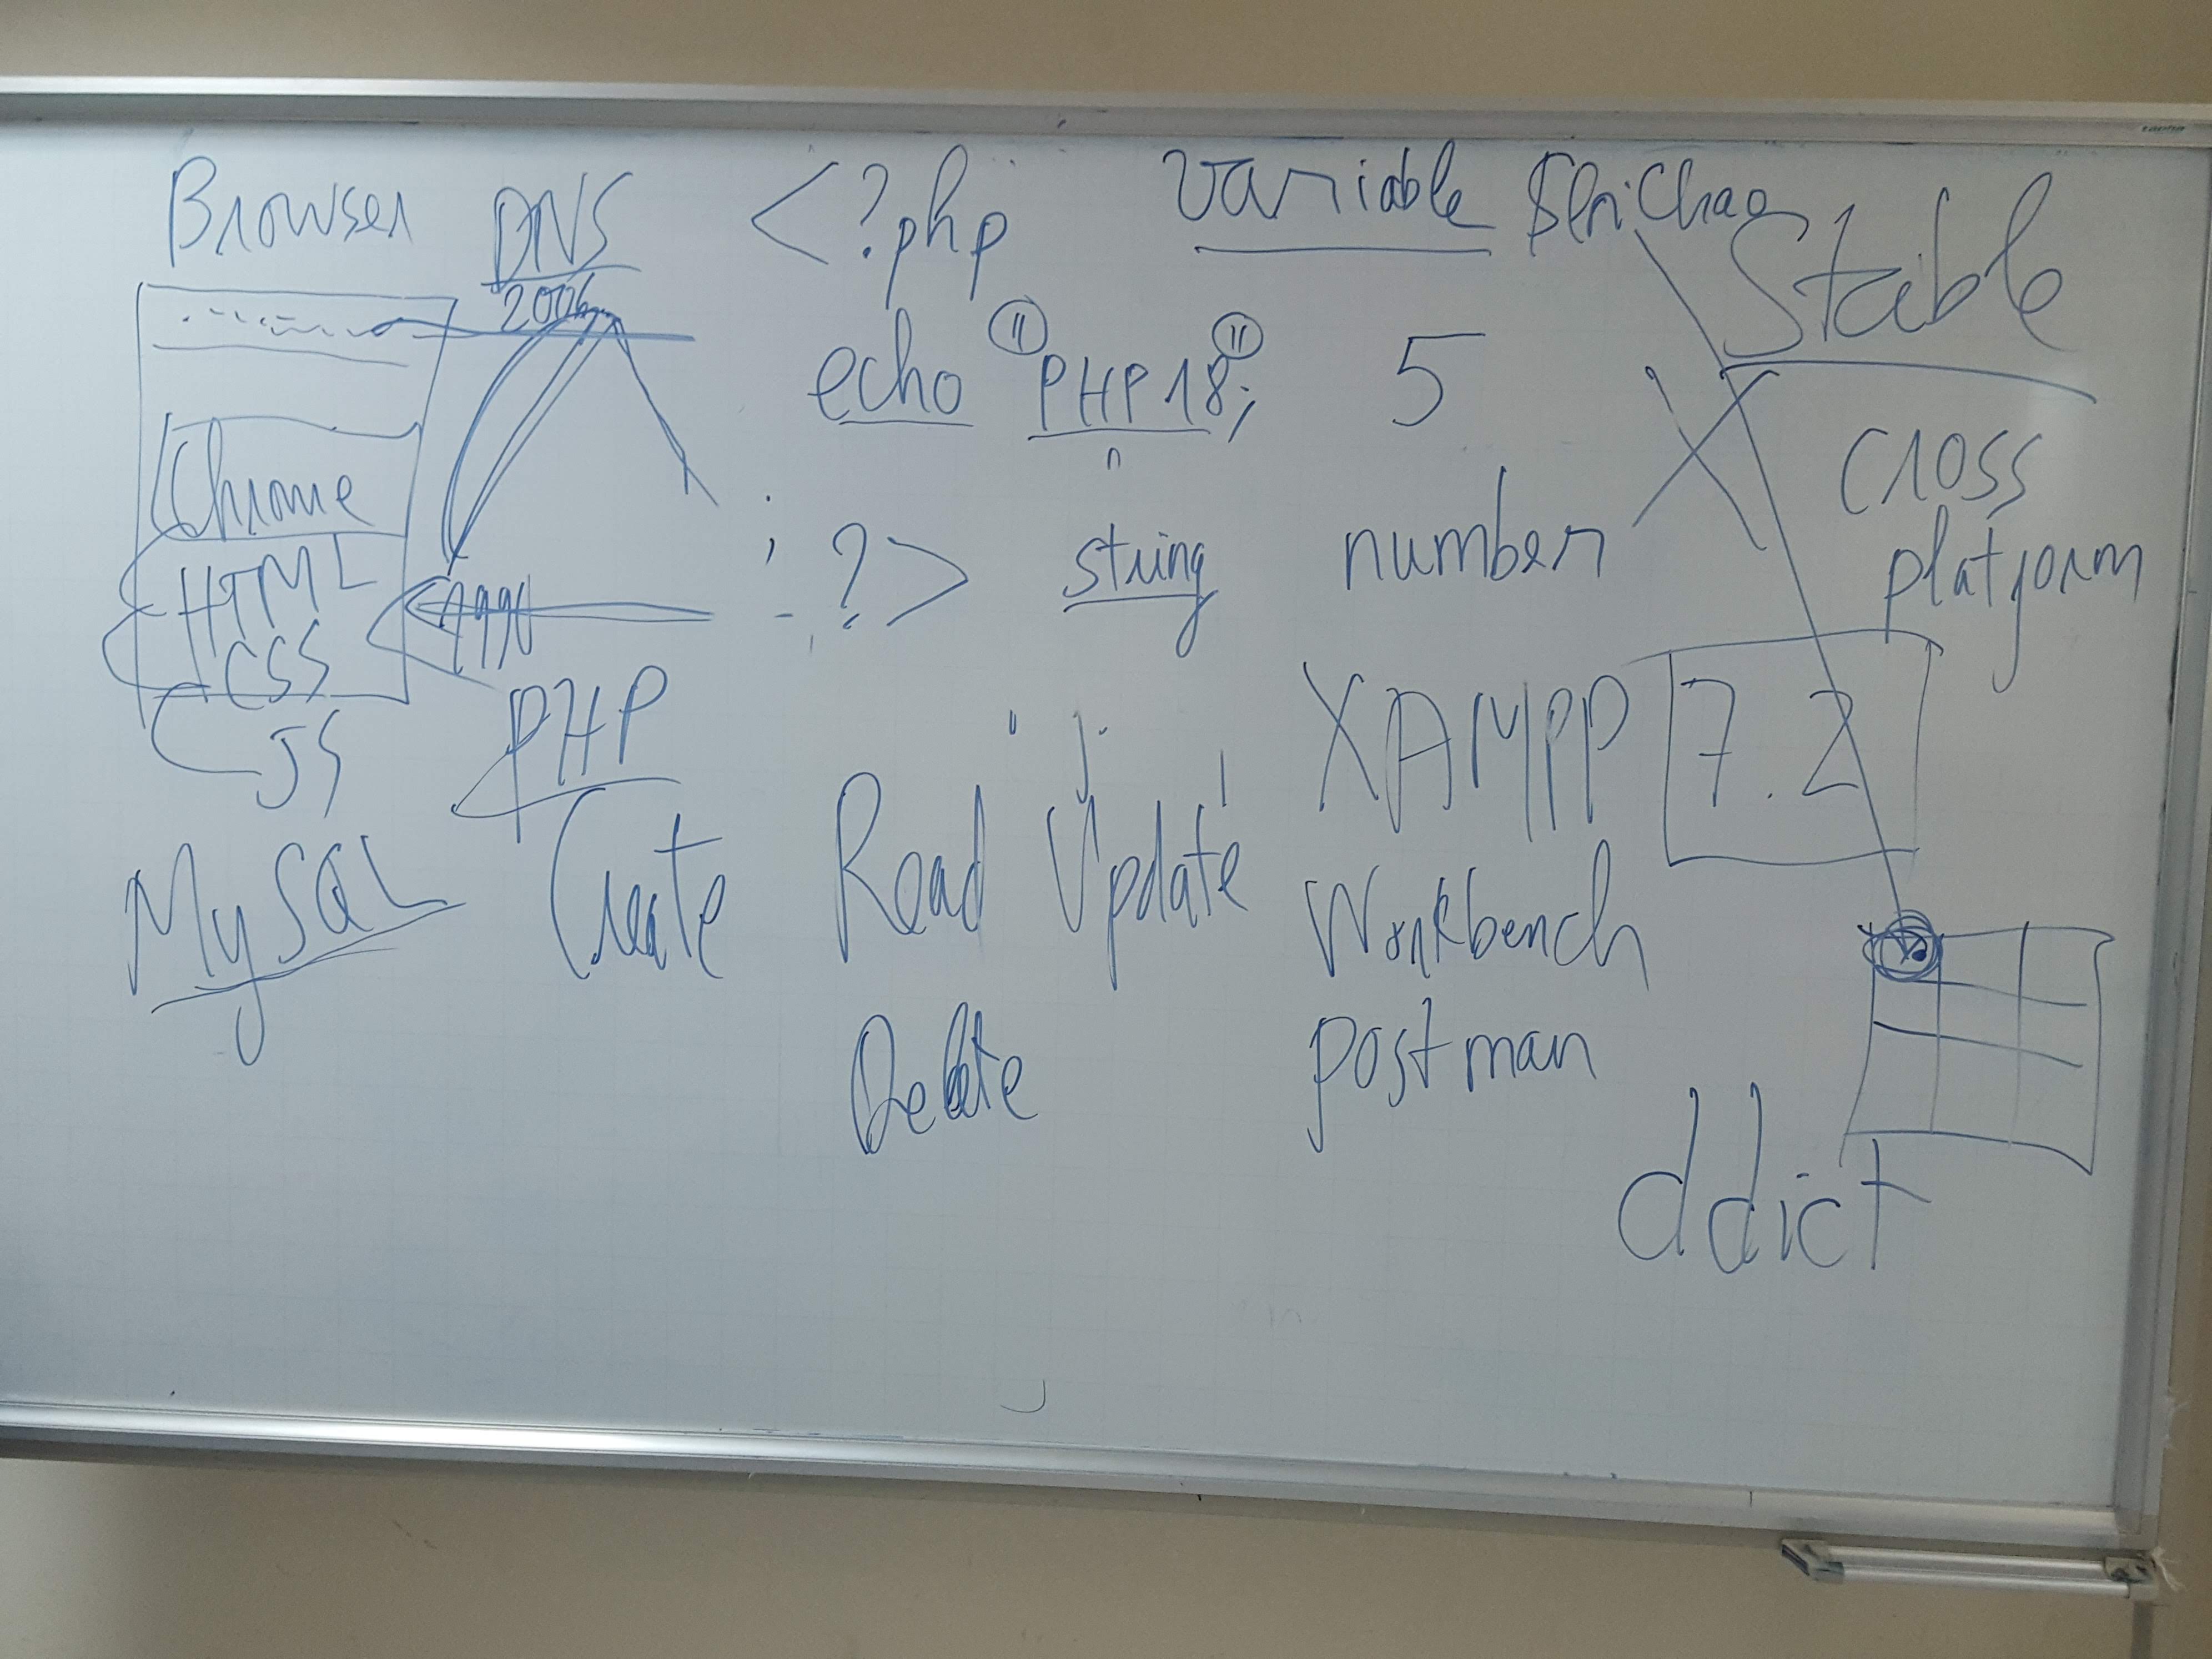 Browser
DNS
2006
Chrome
HTML
CSS
JS
1990
PHP
MySQL
<?php
echo "PHP18";
?>
string
variable
5
number
Stable
cross
platform
XAMPP 7.2
Create Read Update
Delete
Workbench
postman
ddict